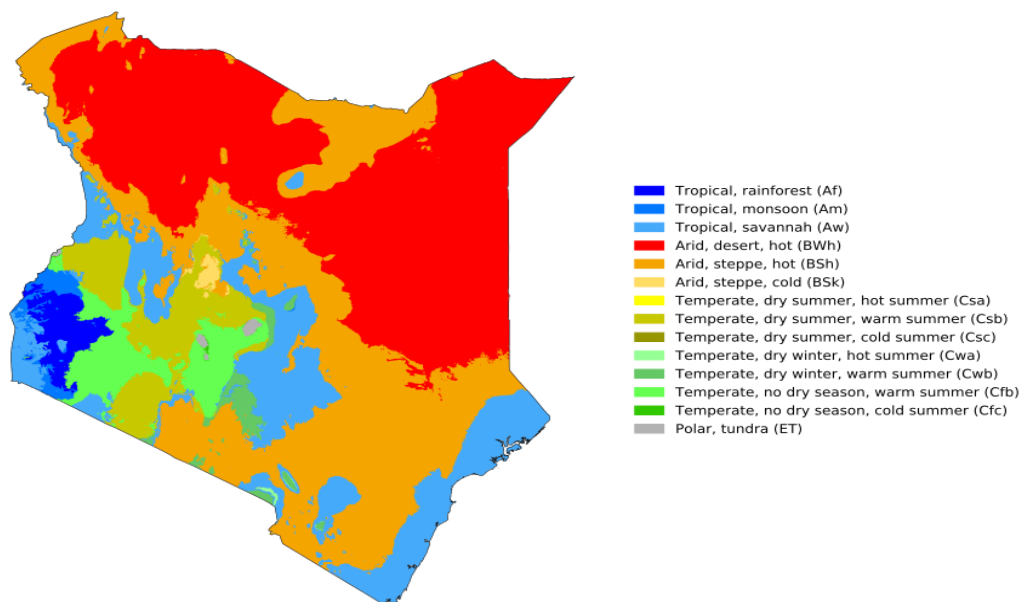 Tropical, rainforest (Af)
Tropical, monsoon (Am)
Tropical, savannah (Aw)
Arid, desert, hot (BWh)
Arid, steppe, hot (BSh)
Arid, steppe, cold (BSk)
Temperate, dry summer, hot summer (Csa)
Temperate, dry summer, warm summer (Csb)
Temperate, dry summer, cold summer (Csc)
Temperate, dry winter, hot summer (Cwa)
Temperate, dry winter, warm summer (Cwb)
Temperate, no dry season, warm summer (Cfb)
Temperate, no dry season, cold summer (Cfc)
Polar, tundra (ET)